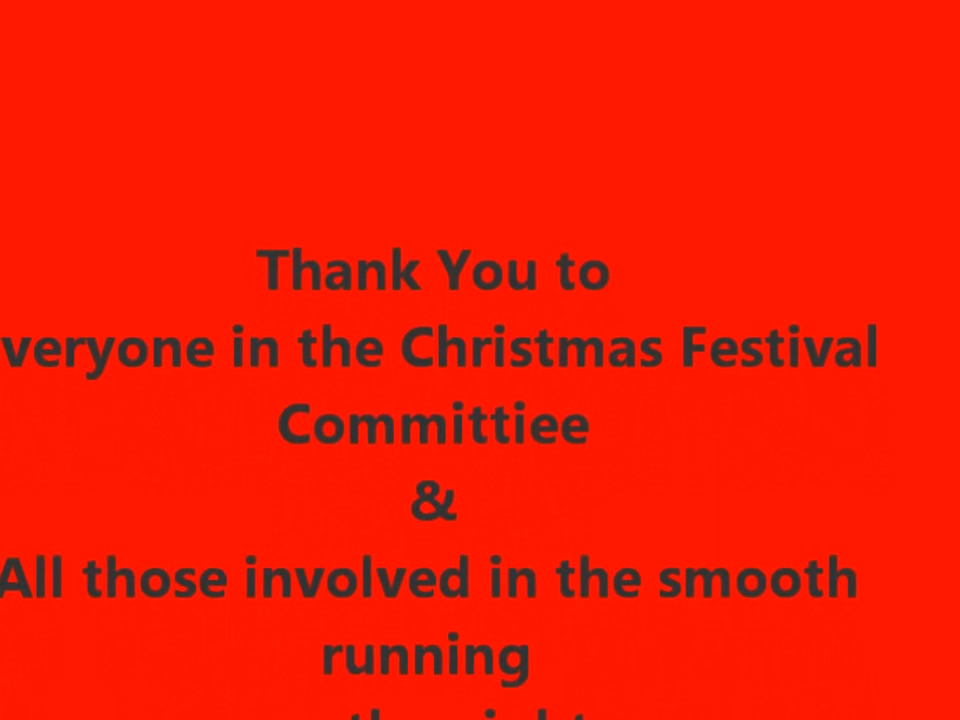 Thank You to
veryone in the Christmas Festival
Committiee
&
All those involved in the smooth
running